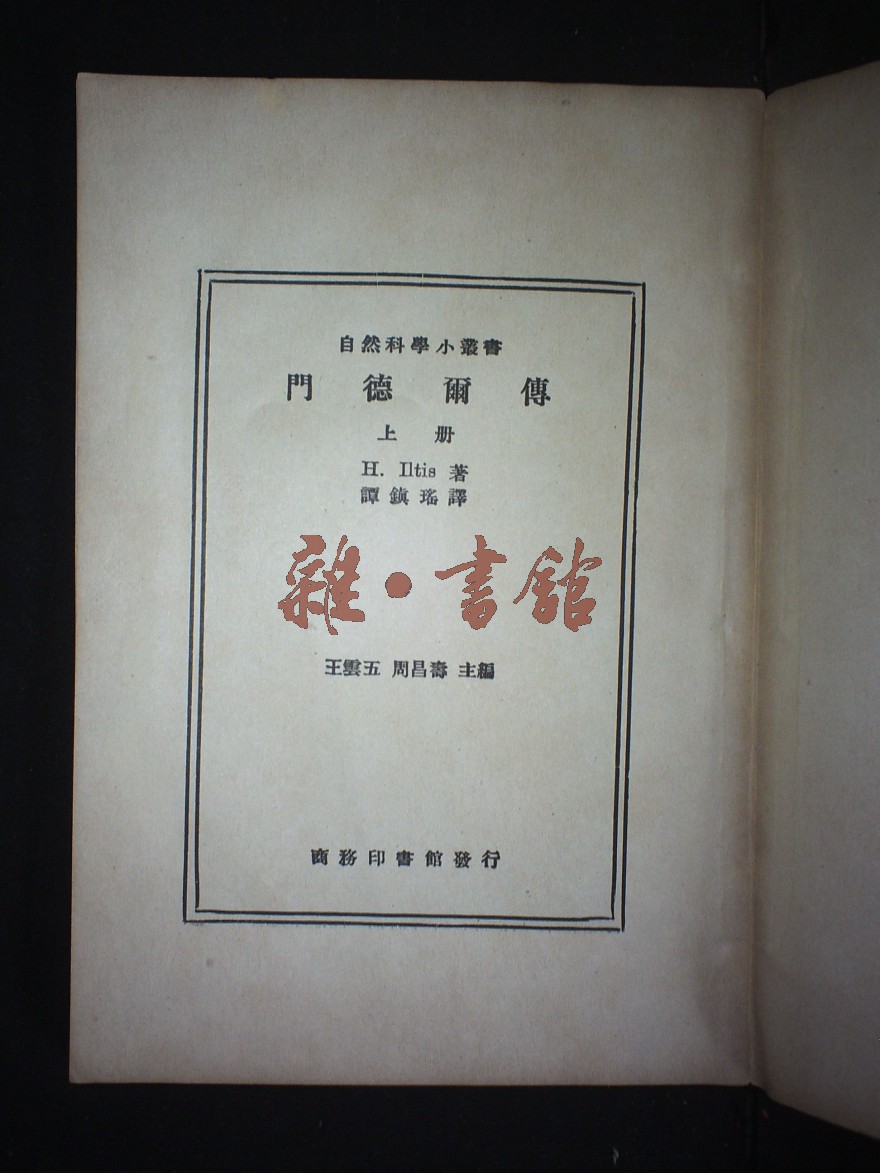 自然科學小叢書
門德爾傳
上册
H. Iltis 著
譚鎮瑤譯
雜·書館
王雲五 周昌壽 主編
商務印書館發行